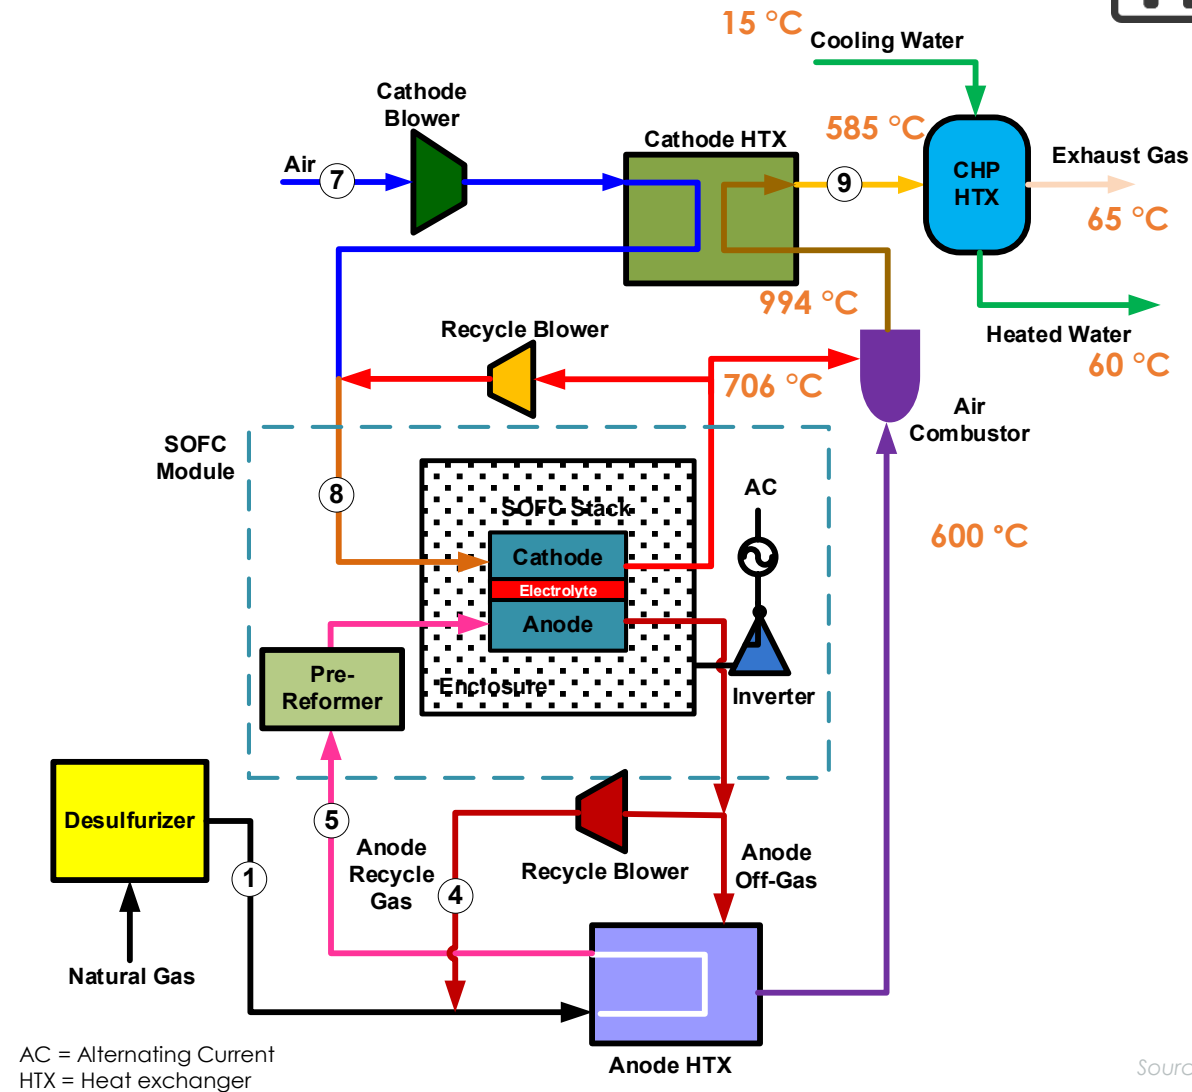 15 °C
Cooling Water
Cathode
Blower
585 °C
Cathode HTX
Air
7
9
CHP
HTX
Exhaust Gas
65 °C
994 °C
Recycle Blower
Heated Water
60 °C
706 °C
Air
Combustor
SOFC
Module
8
AC
SOFC Stack
600 °C
Cathode
Electrolyte
Anode
Pre-
Reformer
Enclosure
Inverter
Desulfurizer
5
1
Anode
Recycle
Gas
4
Recycle Blower
Anode
Off-Gas
Natural Gas
Anode HTX
AC = Alternating Current
HTX = Heat exchanger